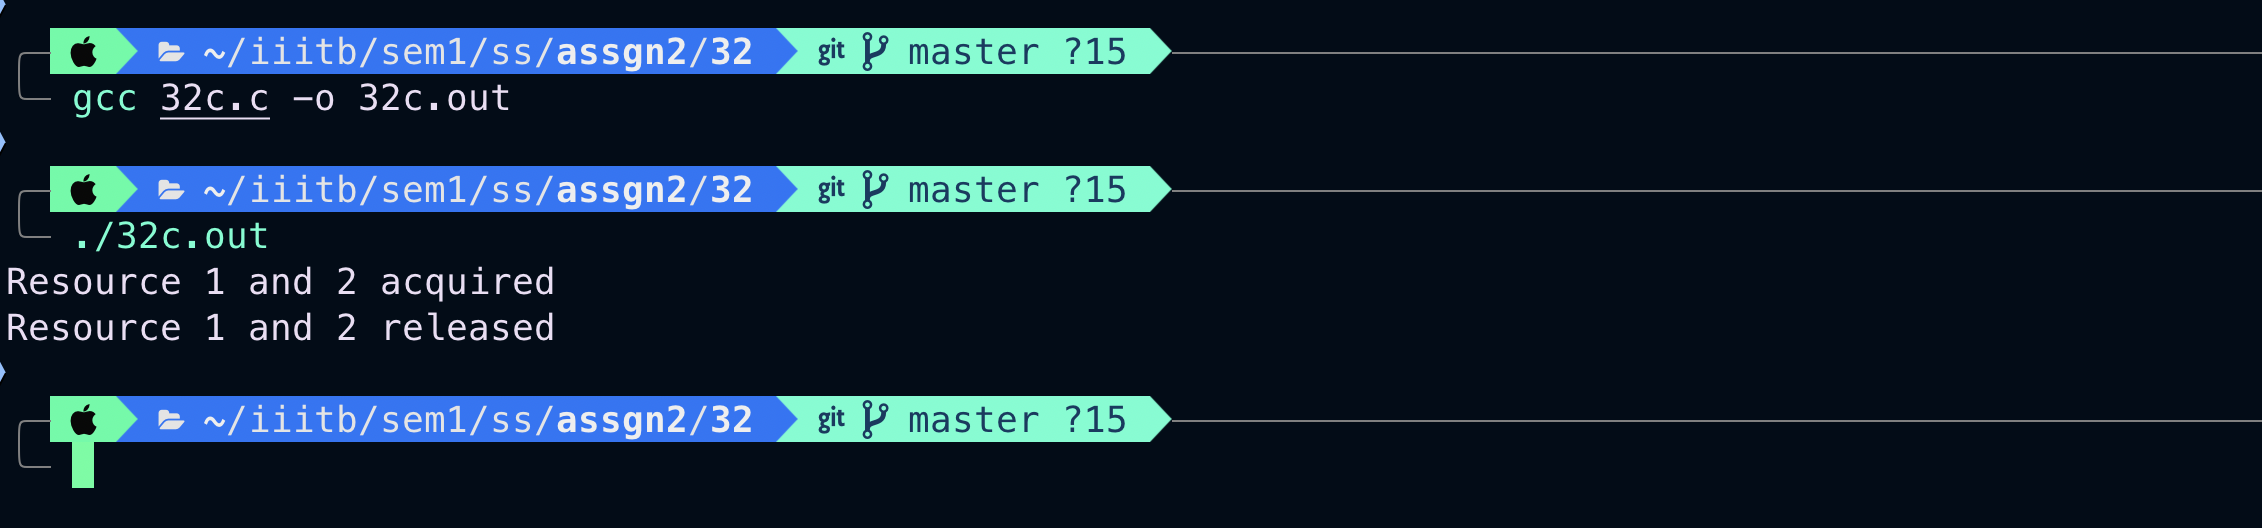 ~/iiitb/sem1/ss/assgn2/32 git master ?15
gcc 32c.c -o 32c.out
~/iiitb/sem1/ss/assgn2/32 git master ?15
./32c.out
Resource 1 and 2 acquired
Resource 1 and 2 released
~/iiitb/sem1/ss/assgn2/32 git master ?15